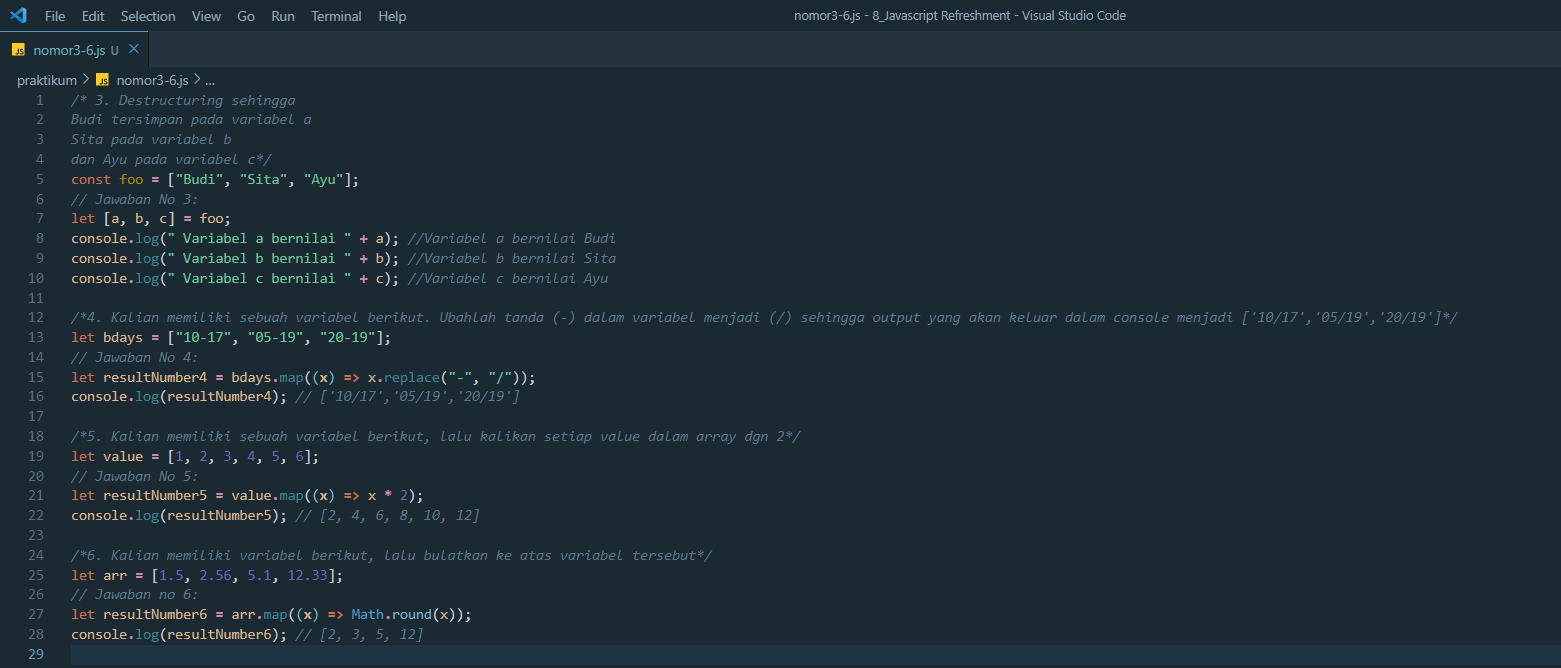 File Edit Selection View Go Run Terminal Help nomor3-6.js - 8_Javascript Refreshment - Visual Studio Code
JS nomor3-6.js U ×
praktikum > JS nomor3-6.js > ...
1 /* 3. Destructuring sehingga
2 Budi tersimpan pada variabel a
3 Sita pada variabel b
4 dan Ayu pada variabel c*/
5 const foo = ["Budi", "Sita", "Ayu"];
6 // Jawaban No 3:
7 let [a, b, c] = foo;
8 console.log(" Variabel a bernilai " + a); //Variabel a bernilai Budi
9 console.log(" Variabel b bernilai " + b); //Variabel b bernilai Sita
10 console.log(" Variabel c bernilai " + c); //Variabel c bernilai Ayu
11
12 /*4. Kalian memiliki sebuah variabel berikut. Ubahlah tanda (-) dalam variabel menjadi (/) sehingga output yang akan keluar dalam console menjadi ['10/17','05/19','20/19']*/
13 let bdays = ["10-17", "05-19", "20-19"];
14 // Jawaban No 4:
15 let resultNumber4 = bdays.map((x) => x.replace("-", "/"));
16 console.log(resultNumber4); // ['10/17','05/19','20/19']
17
18 /*5. Kalian memiliki sebuah variabel berikut, lalu kalikan setiap value dalam array dgn 2*/
19 let value = [1, 2, 3, 4, 5, 6];
20 // Jawaban No 5:
21 let resultNumber5 = value.map((x) => x * 2);
22 console.log(resultNumber5); // [2, 4, 6, 8, 10, 12]
23
24 /*6. Kalian memiliki variabel berikut, lalu bulatkan ke atas variabel tersebut*/
25 let arr = [1.5, 2.56, 5.1, 12.33];
26 // Jawaban no 6:
27 let resultNumber6 = arr.map((x) => Math.round(x));
28 console.log(resultNumber6); // [2, 3, 5, 12]
29